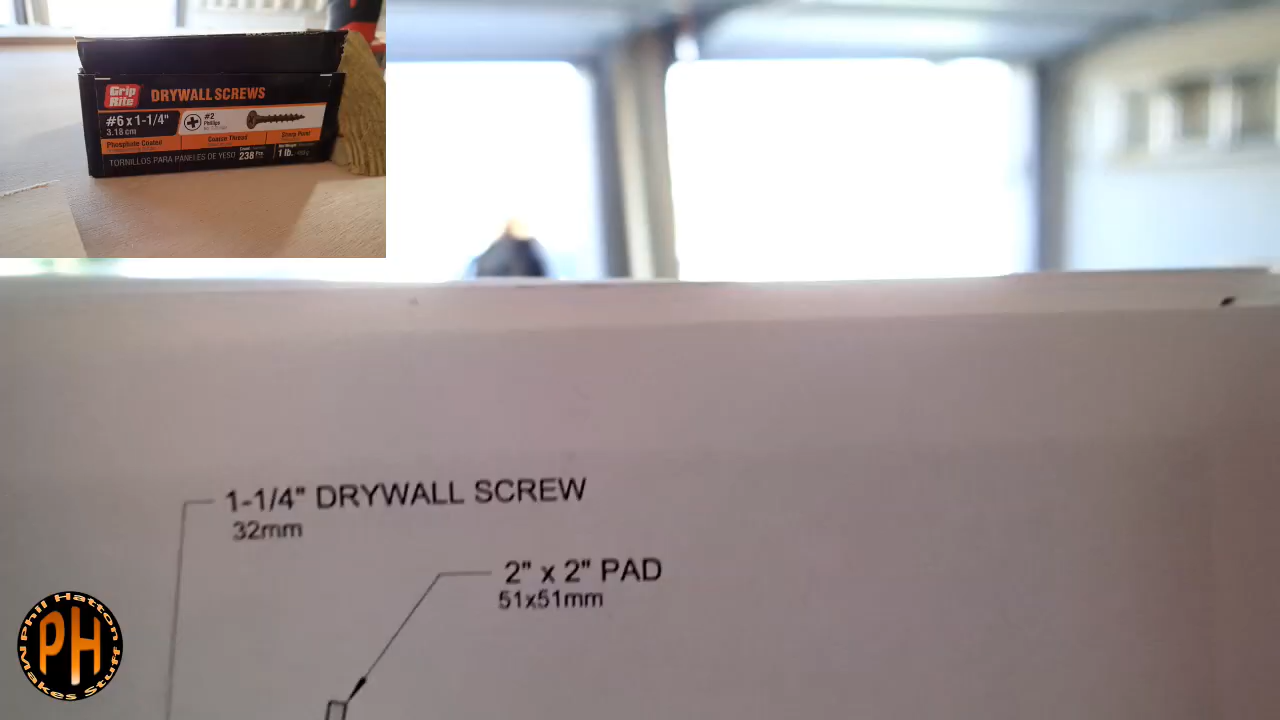 Grip
Rite
DRYWALL SCREWS
#6 x 1-1/4"
3.18 cm
#2
Phillips
Phosphate Coated
Coarse Thread
Sharp Point
TORNILLOS PARA PANELES DE YESO
238 Pcs
1 lb.
1-1/4" DRYWALL SCREW
32mm
2" x 2" PAD
51x51mm
Phil Hatton
PH
Makes Stuff